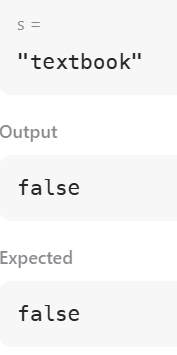 s =
"textbook"
Output
false
Expected
false